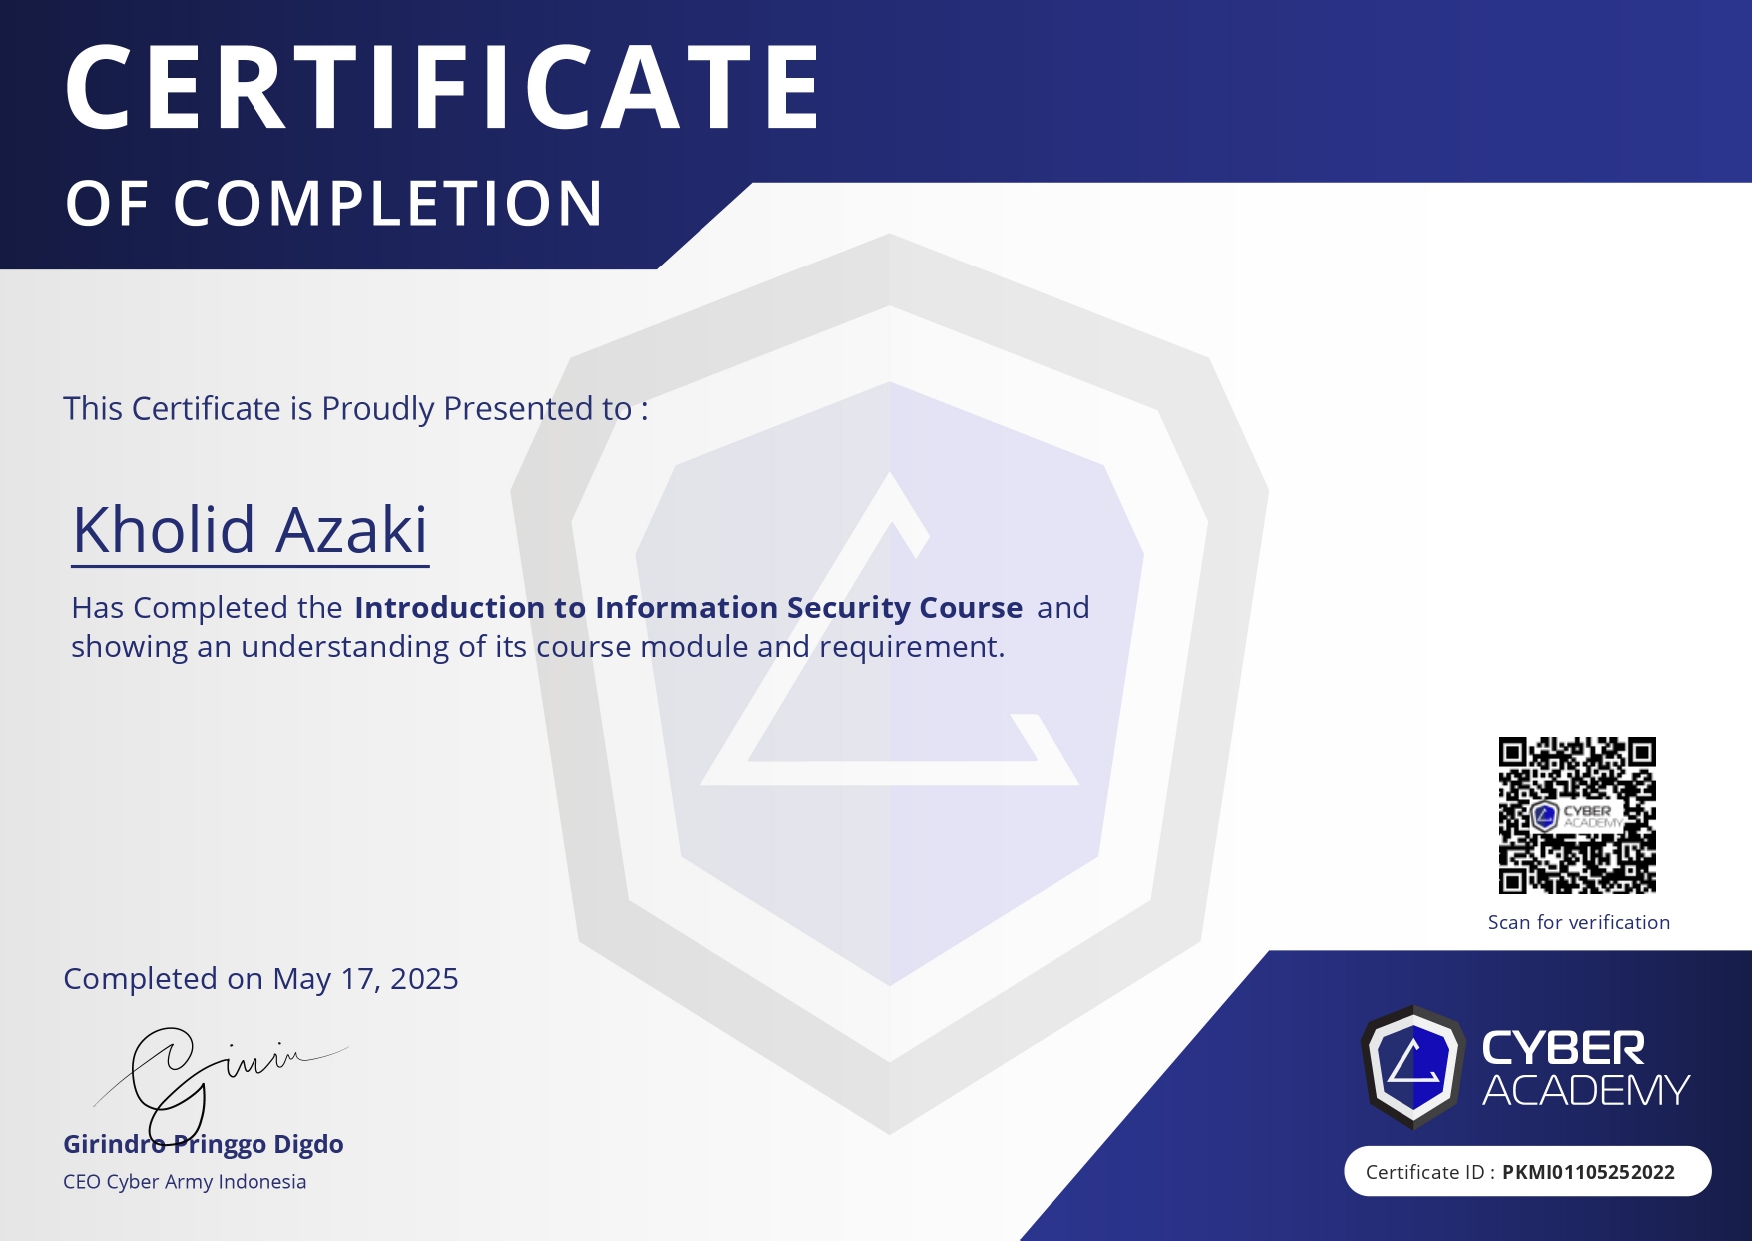 CERTIFICATE
OF COMPLETION
This Certificate is Proudly Presented to :
Kholid Azaki
Has Completed the Introduction to Information Security Course and
showing an understanding of its course module and requirement.
CYBER
ACADEMY
Scan for verification
Completed on May 17, 2025
Girindro Pringgo Digdo
CEO Cyber Army Indonesia
CYBER
ACADEMY
Certificate ID : PKMI01105252022